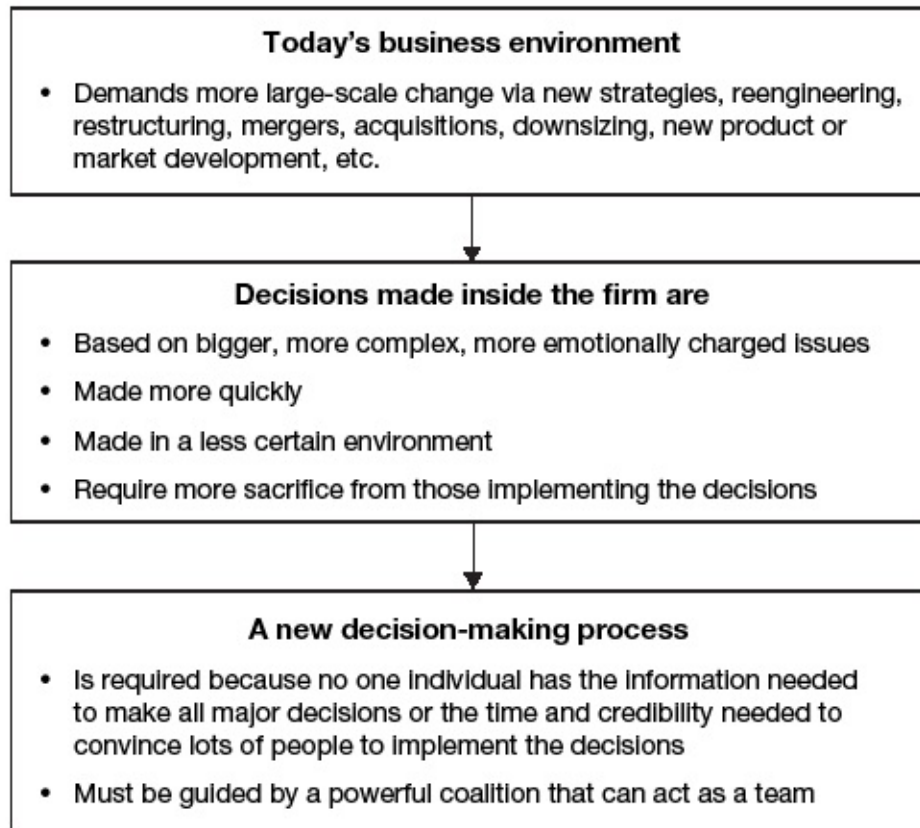 Today's business environment
• Demands more large-scale change via new strategies, reengineering,
restructuring, mergers, acquisitions, downsizing, new product or
market development, etc.
Decisions made inside the firm are
• Based on bigger, more complex, more emotionally charged issues
• Made more quickly
• Made in a less certain environment
• Require more sacrifice from those implementing the decisions
A new decision-making process
• Is required because no one individual has the information needed
to make all major decisions or the time and credibility needed to
convince lots of people to implement the decisions
• Must be guided by a powerful coalition that can act as a team